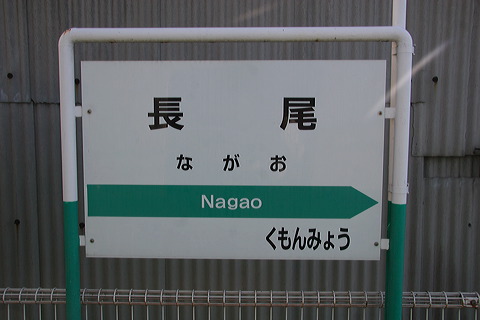 長尾
ながお
Nagao
くもんみょう